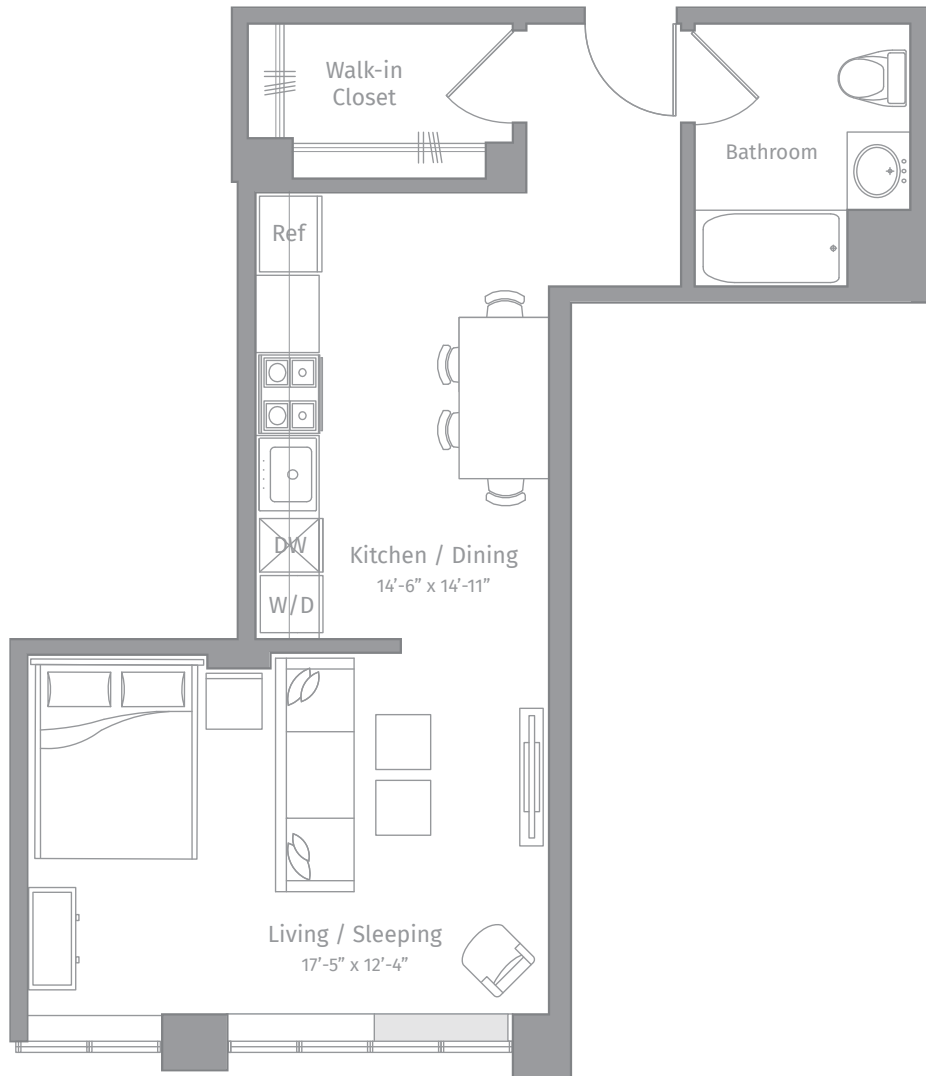 Walk-in
Closet
Bathroom
Ref
DW
Kitchen / Dining
14’-6” x 14’-11”
W/D
Living / Sleeping
17’-5” x 12’-4”